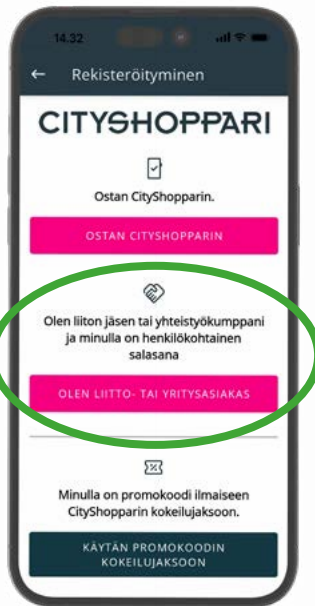 14.32
← Rekisteröityminen
CITYSHOPPARI
Ostan CityShopparin.
OSTAN CITYSHOPPARIN
Olen liiton jäsen tai yhteistyökumppani
ja minulla on henkilökohtainen
salasana
OLEN LIITTO- TAI YRITYSASIAKAS
Minulla on promokoodi ilmaiseen
CityShopparin kokeilujaksoon.
KÄYTÄN PROMOKOODIN
KOKEILUJAKSOON